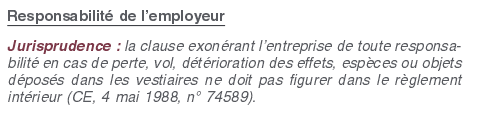 Responsabilité de l'employeur
Jurisprudence : la clause exonérant l'entreprise de toute responsa-
bilité en cas de perte, vol, détérioration des effets, espèces ou objets
déposés dans les vestiaires ne doit pas figurer dans le règlement
intérieur (CE, 4 mai 1988, n° 74589).